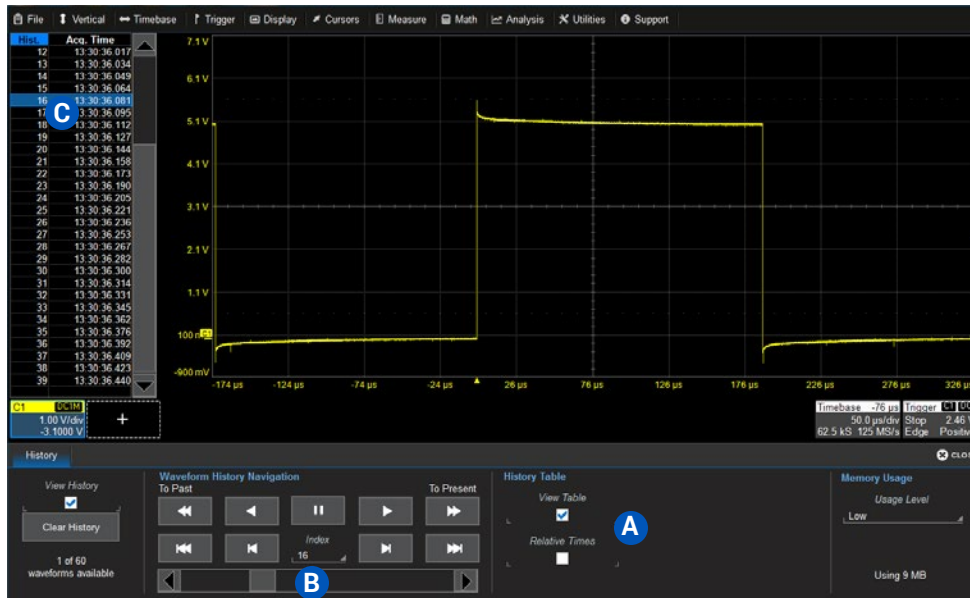 File Vertical Timebase Trigger Display Cursors Measure Math Analysis Utilities Support
Hist. Acq. Time
12 13:30:36.017
13 13:30:36.034
14 13:30:36.049
15 13:30:36.064
16 13:30:36.081
17 13:30:36.095
18 13:30:36.112
19 13:30:36.127
20 13:30:36.144
21 13:30:36.158
22 13:30:36.173
23 13:30:36.190
24 13:30:36.205
25 13:30:36.221
26 13:30:36.236
27 13:30:36.253
28 13:30:36.267
29 13:30:36.282
30 13:30:36.300
31 13:30:36.314
32 13:30:36.331
33 13:30:36.345
34 13:30:36.362
35 13:30:36.376
36 13:30:36.392
37 13:30:36.409
38 13:30:36.423
39 13:30:36.440
C
7.1 V
6.1 V
5.1 V
4.1 V
3.1 V
2.1 V
1.1 V
100 m
C1
-900 mV
-174 µs -124 µs -74 µs -24 µs 26 µs 76 µs 126 µs 176 µs 226 µs 276 µs 326 µs
C1 DC1M
1.00 V/div
-3.1000 V
+
Timebase -76 µs
50.0 µs/div
62.5 kS 125 MS/s
Trigger C1 DC
Stop 2.46 V
Edge Positiv
History
CLOS
View History
Clear History
1 of 60
waveforms available
Waveform History Navigation
To Past To Present
Index
16
B
History Table
View Table
Relative Times
A
Memory Usage
Usage Level
Low
Using 9 MB